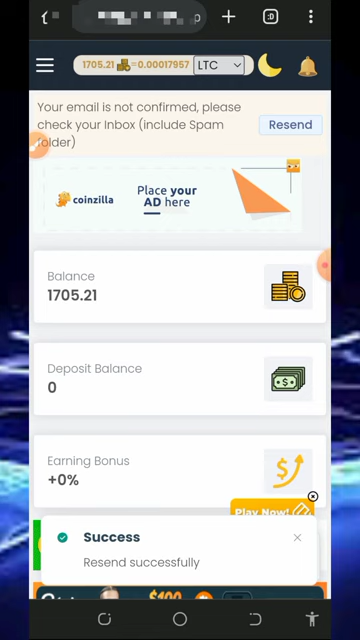 :D
1705.21 =0.00017957 LTC
Your email is not confirmed, please
check your Inbox (include Spam
folder)
Resend
coinzilla
Place your
AD here
Balance
1705.21
Deposit Balance
0
Earning Bonus
+0%
Play Now!
Success
Resend successfully
$100